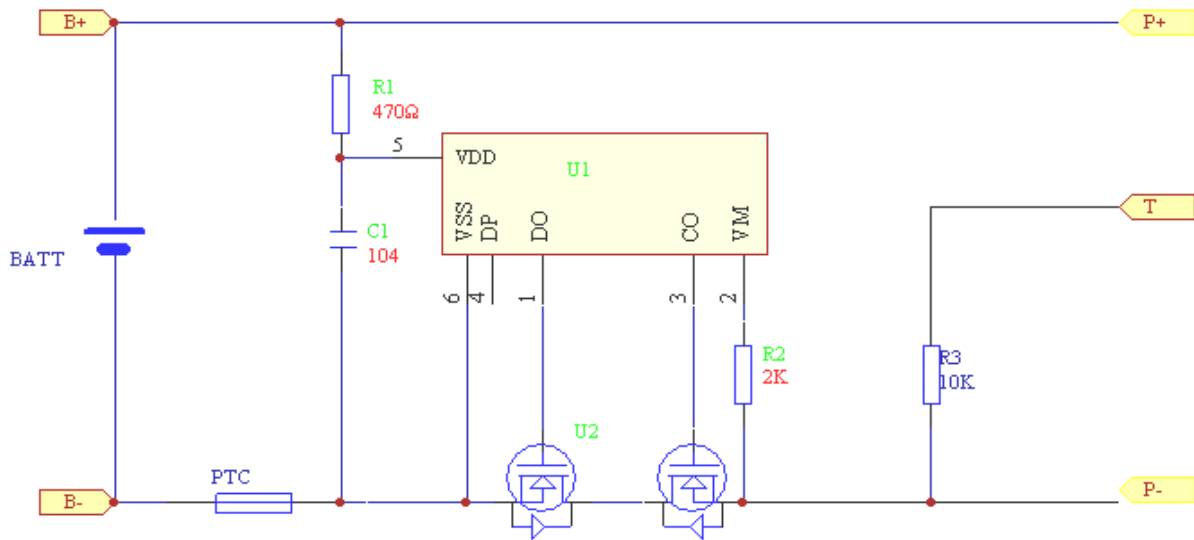 B+
P+
R1
470Ω
5
VDD
U1
VSS
DP
DO
CO
VM
T
C1
104
BATT
6
4
1
3
2
R2
2K
R3
10K
U2
PTC
B-
P-